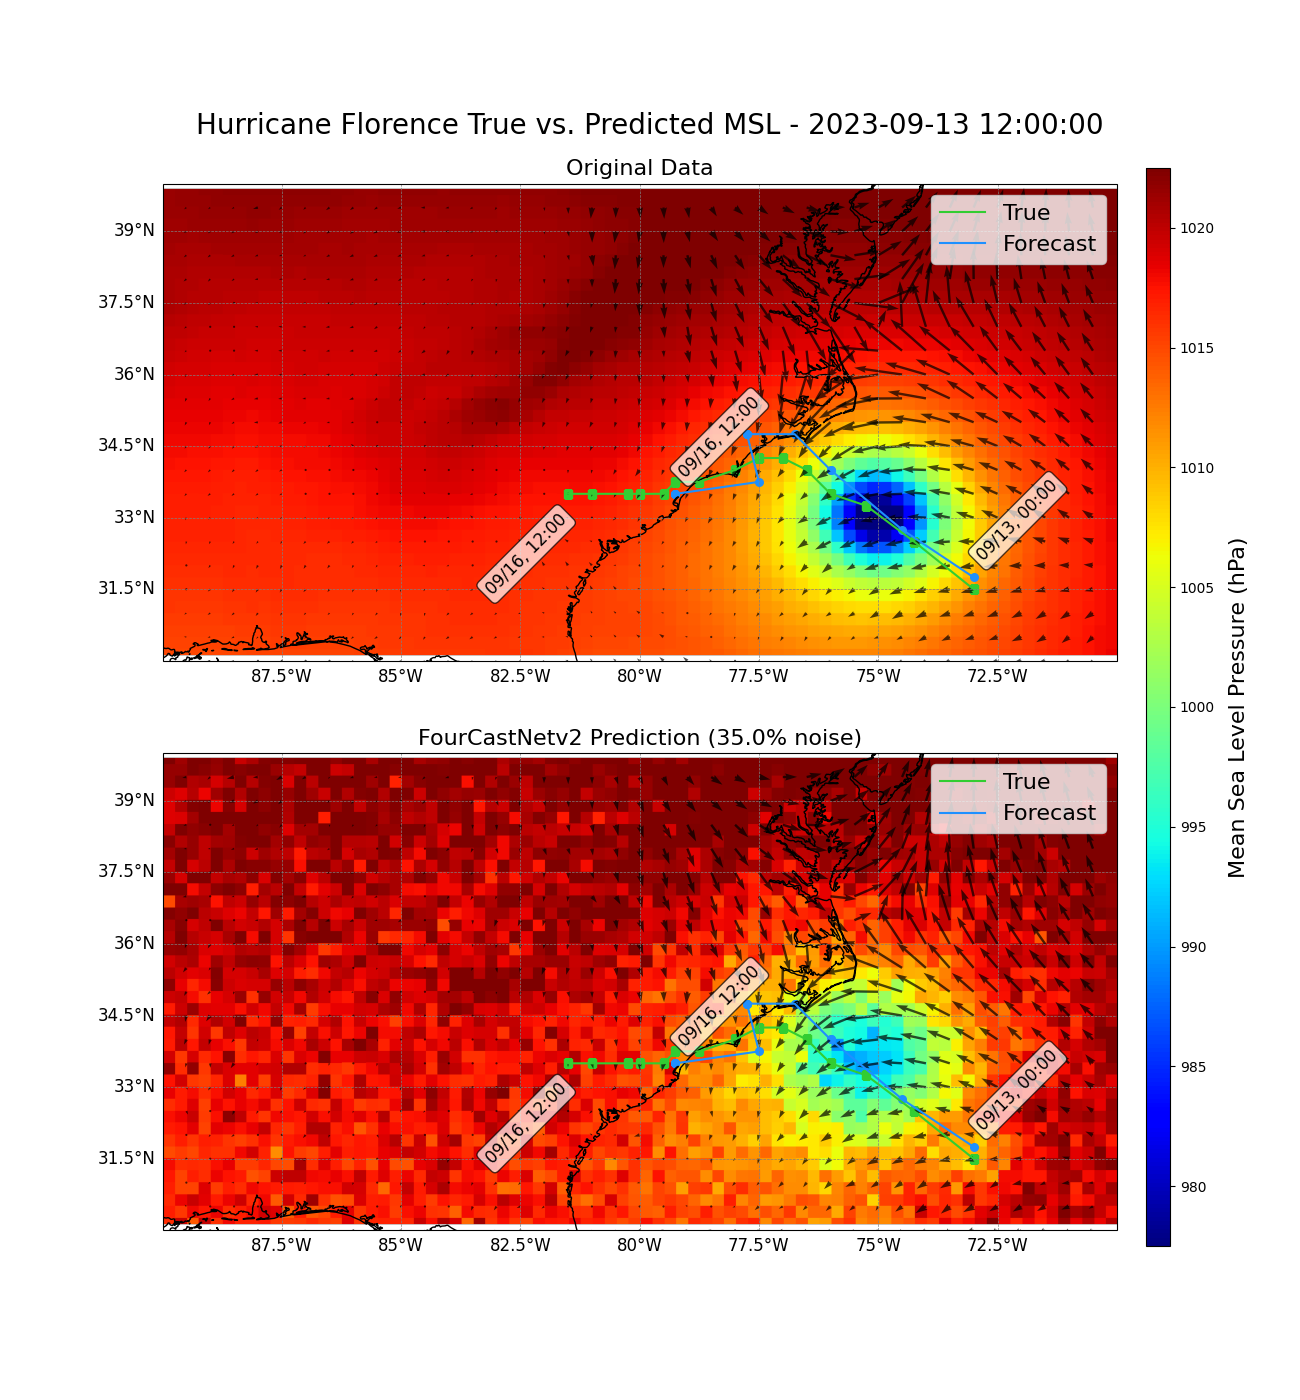 Hurricane Florence True vs. Predicted MSL - 2023-09-13 12:00:00
Original Data
True
Forecast
39°N
37.5°N
36°N
34.5°N
33°N
31.5°N
09/16, 12:00
09/16, 12:00
09/13, 00:00
87.5°W 85°W 82.5°W 80°W 77.5°W 75°W 72.5°W
FourCastNetv2 Prediction (35.0% noise)
True
Forecast
39°N
37.5°N
36°N
34.5°N
33°N
31.5°N
09/16, 12:00
09/16, 12:00
09/13, 00:00
87.5°W 85°W 82.5°W 80°W 77.5°W 75°W 72.5°W
1020
1015
1010
1005
1000
995
990
985
980
Mean Sea Level Pressure (hPa)